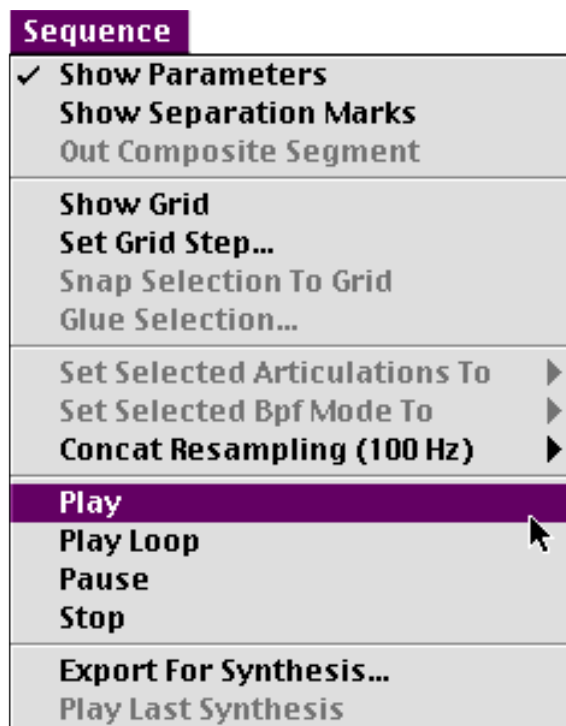 Sequence
✓ Show Parameters
Show Separation Marks
Out Composite Segment
Show Grid
Set Grid Step...
Snap Selection To Grid
Glue Selection...
Set Selected Articulations To
Set Selected Bpf Mode To
Concat Resampling (100 Hz)
Play
Play Loop
Pause
Stop
Export For Synthesis...
Play Last Synthesis